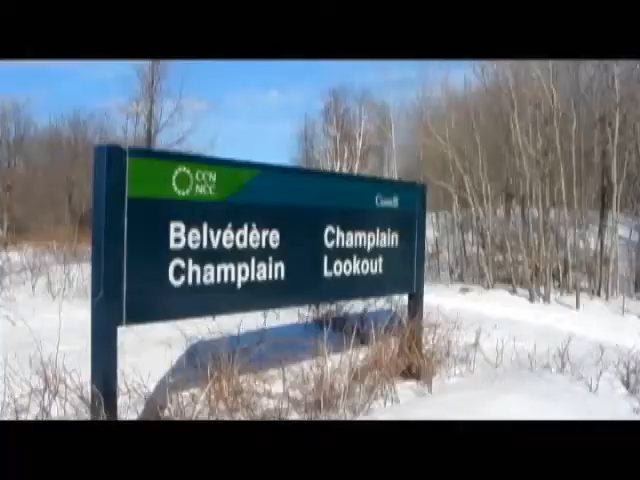 CCN
NCC
Canada
Belvédère
Champlain
Champlain
Lookout